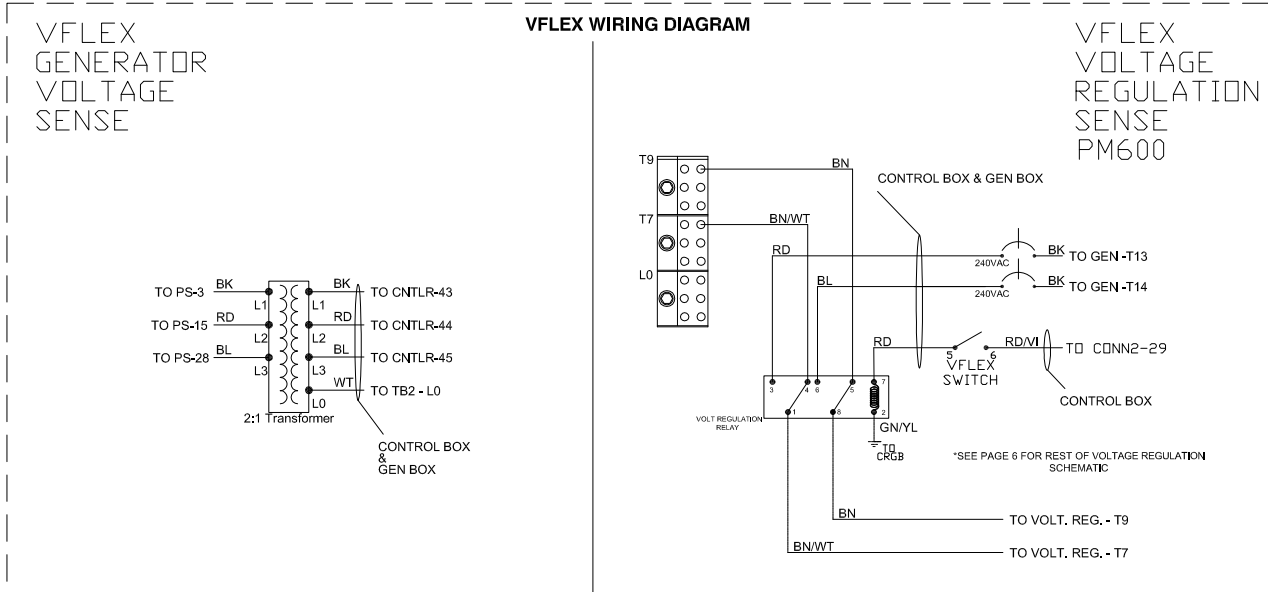 VFLEX WIRING DIAGRAM
VFLEX
GENERATOR
VOLTAGE
SENSE
TO PS-3 BK
TO PS-15 RD
TO PS-28 BL
L1
L2
L3
L1
L2
L3
L0
BK TO CNTLR-43
RD TO CNTLR-44
BL TO CNTLR-45
WT TO TB2 - L0
2:1 Transformer
CONTROL BOX
&
GEN BOX
VFLEX
VOLTAGE
REGULATION
SENSE
PM600
T9
T7
L0
BN
BN/WT
CONTROL BOX & GEN BOX
RD
240VAC
BK TO GEN -T13
BL
240VAC
BK TO GEN -T14
RD
5
6
RD/VI
TO CONN2-29
VFLEX
SWITCH
CONTROL BOX
3
4
6
5
7
1
8
2
VOLT REGULATION
RELAY
GN/YL
TO
CRGB
*SEE PAGE 6 FOR REST OF VOLTAGE REGULATION
SCHEMATIC
BN
TO VOLT. REG. - T9
BN/WT
TO VOLT. REG. - T7